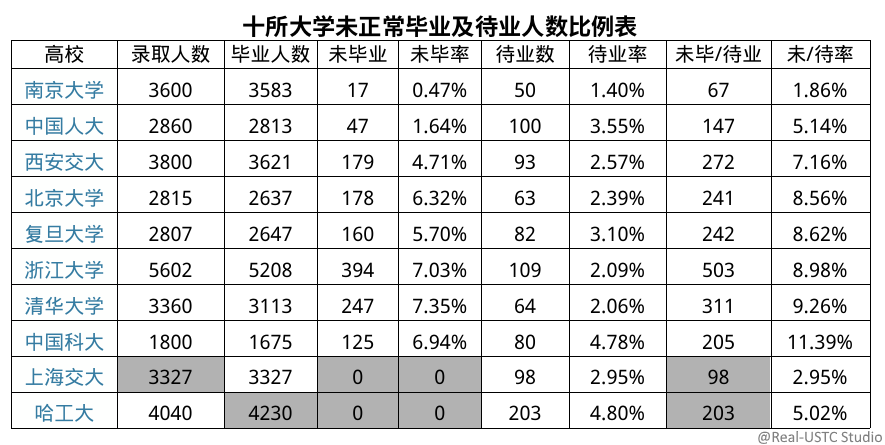 十所大学未正常毕业及待业人数比例表
高校 录取人数 毕业人数 未毕业 未毕率 待业数 待业率 未毕/待业 未/待率
南京大学 3600 3583 17 0.47% 50 1.40% 67 1.86%
中国人大 2860 2813 47 1.64% 100 3.55% 147 5.14%
西安交大 3800 3621 179 4.71% 93 2.57% 272 7.16%
北京大学 2815 2637 178 6.32% 63 2.39% 241 8.56%
复旦大学 2807 2647 160 5.70% 82 3.10% 242 8.62%
浙江大学 5602 5208 394 7.03% 109 2.09% 503 8.98%
清华大学 3360 3113 247 7.35% 64 2.06% 311 9.26%
中国科大 1800 1675 125 6.94% 80 4.78% 205 11.39%
上海交大 3327 3327 0 0 98 2.95% 98 2.95%
哈工大 4040 4230 0 0 203 4.80% 203 5.02%
@Real-USTC Studio